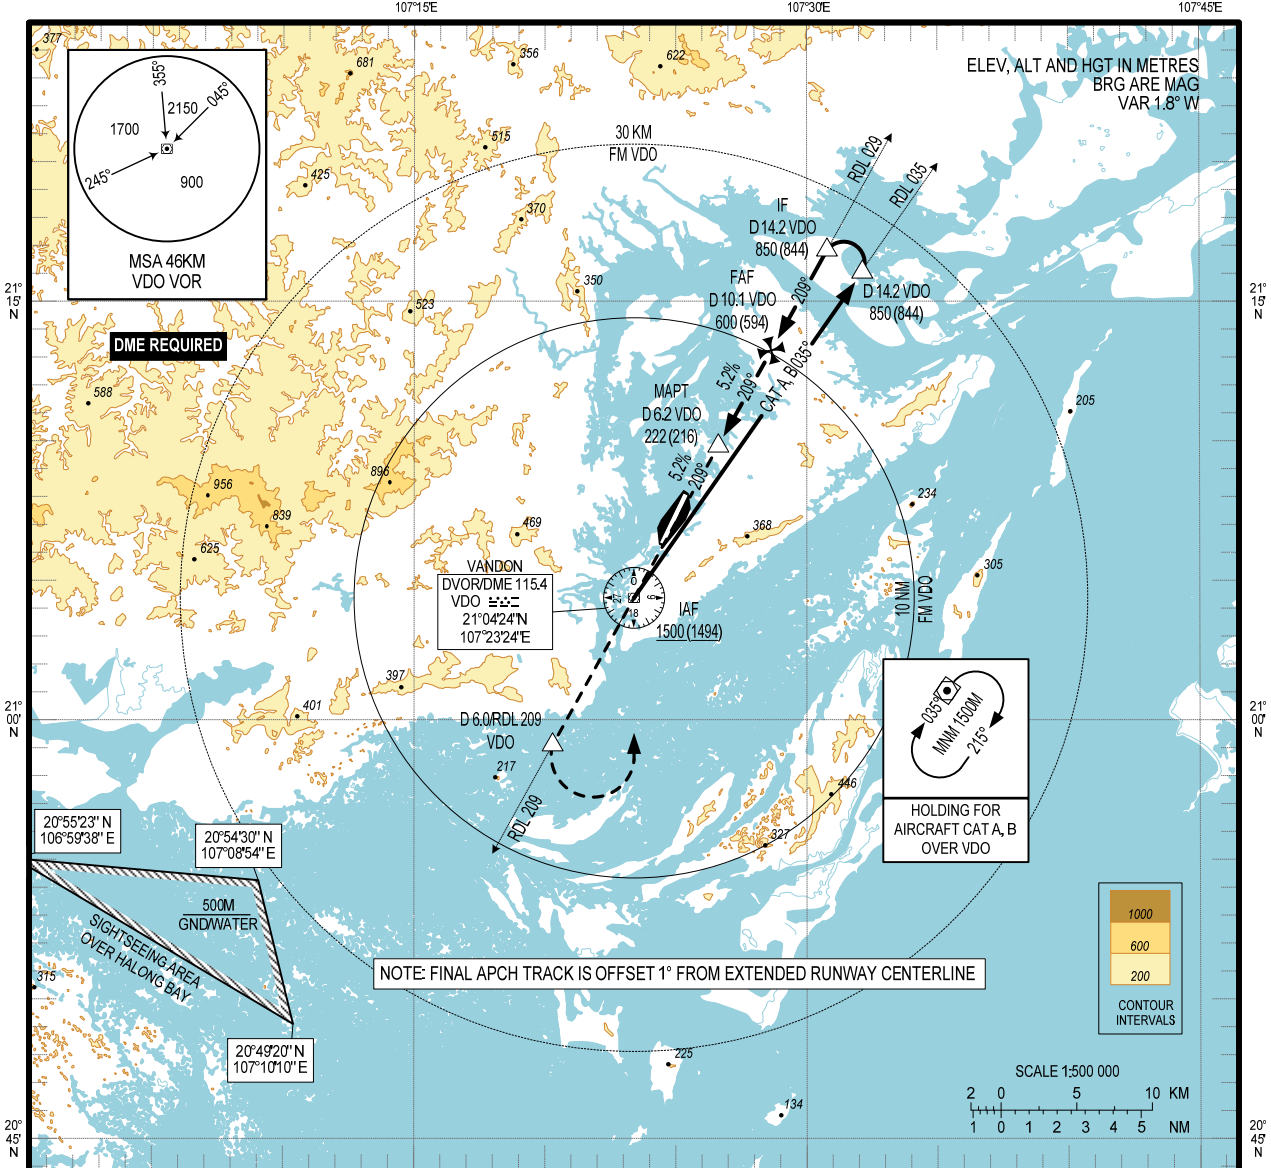 107°15'E
107°30'E
107°45'E
377
681
356
622
ELEV, ALT AND HGT IN METRES
BRG ARE MAG
VAR 1.8° W
355°
045°
2150
1700
245°
900
MSA 46KM
VDO VOR
515
30 KM
FM VDO
RDL 029
RDL 035
425
370
IF
D 14.2 VDO
850 (844)
FAF
D 10.1 VDO
600 (594)
209°
D 14.2 VDO
850 (844)
350
523
21°
15'
N
21°
15'
N
DME REQUIRED
5.2%
209°
CAT A, B
035°
MAPT
D 6.2 VDO
222 (216)
588
205
5.2%
209°
896
956
839
625
469
368
234
305
VANDON
DVOR/DME 115.4
VDO
21°04'24"N
107°23'24"E
0
9
18
27
IAF
1500 (1494)
10 NM
FM VDO
397
401
21°
00'
N
21°
00'
N
D 6.0/RDL 209
VDO
217
RDL 209
446
327
035°
MNM 1500M
215°
HOLDING FOR
AIRCRAFT CAT A, B
OVER VDO
20°55'23" N
106°59'38" E
20°54'30" N
107°08'54" E
500M
GND/WATER
SIGHTSEEING AREA
OVER HALONG BAY
315
20°49'20" N
107°10'10" E
NOTE: FINAL APCH TRACK IS OFFSET 1° FROM EXTENDED RUNWAY CENTERLINE
1000
600
200
CONTOUR
INTERVALS
225
134
SCALE 1:500 000
2 0 5 10 KM
1 0 1 2 3 4 5 NM
20°
45'
N
20°
45'
N